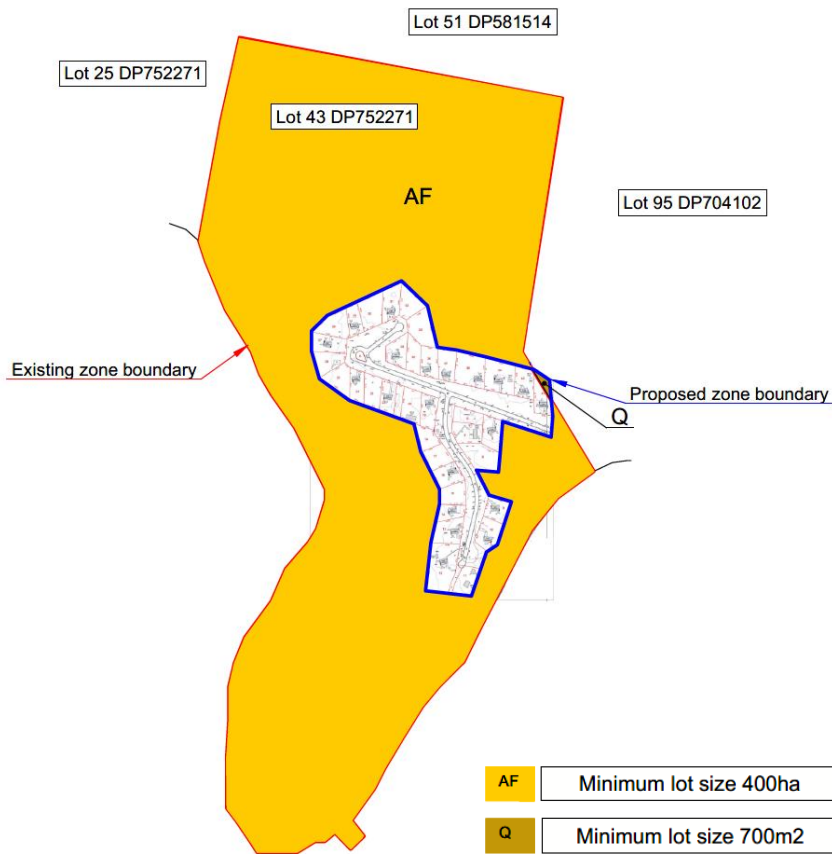 Lot 51 DP581514
Lot 25 DP752271
Lot 43 DP752271
AF
Lot 95 DP704102
Existing zone boundary
Proposed zone boundary
Q
AF Minimum lot size 400ha
Q Minimum lot size 700m2